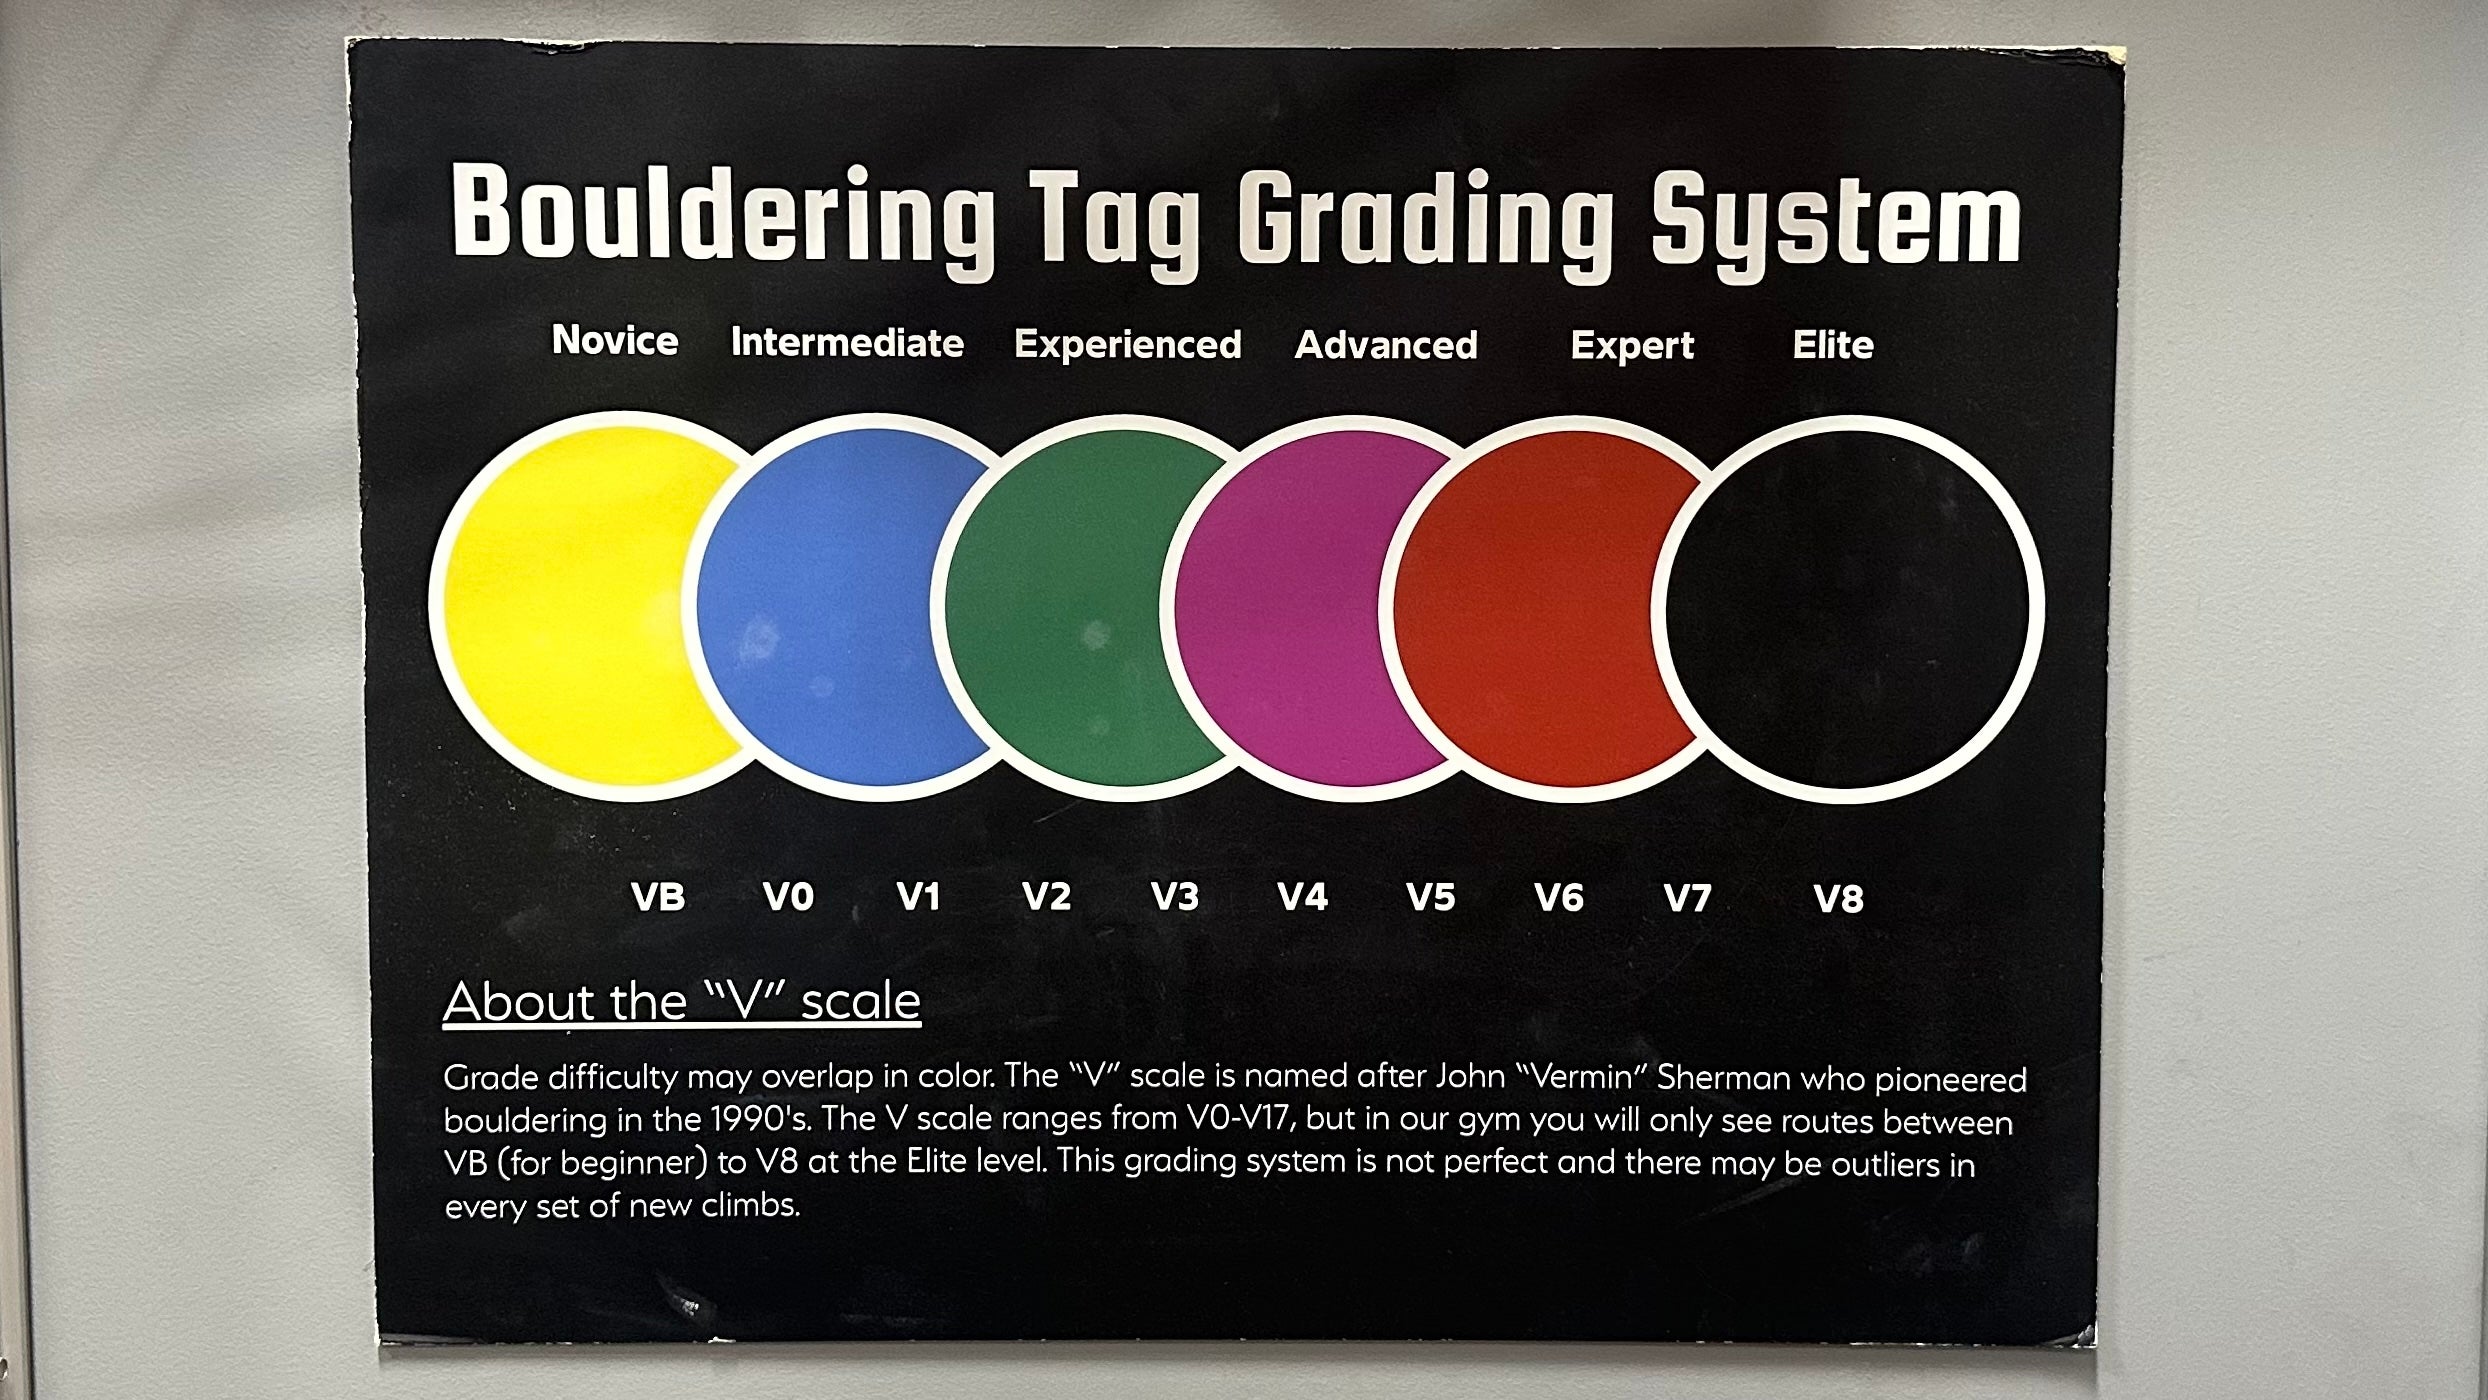 Bouldering Tag Grading System
Novice Intermediate Experienced Advanced Expert Elite
VB V0 V1 V2 V3 V4 V5 V6 V7 V8
About the "V" scale
Grade difficulty may overlap in color. The "V" scale is named after John "Vermin" Sherman who pioneered
bouldering in the 1990's. The V scale ranges from V0-V17, but in our gym you will only see routes between
VB (for beginner) to V8 at the Elite level. This grading system is not perfect and there may be outliers in
every set of new climbs.